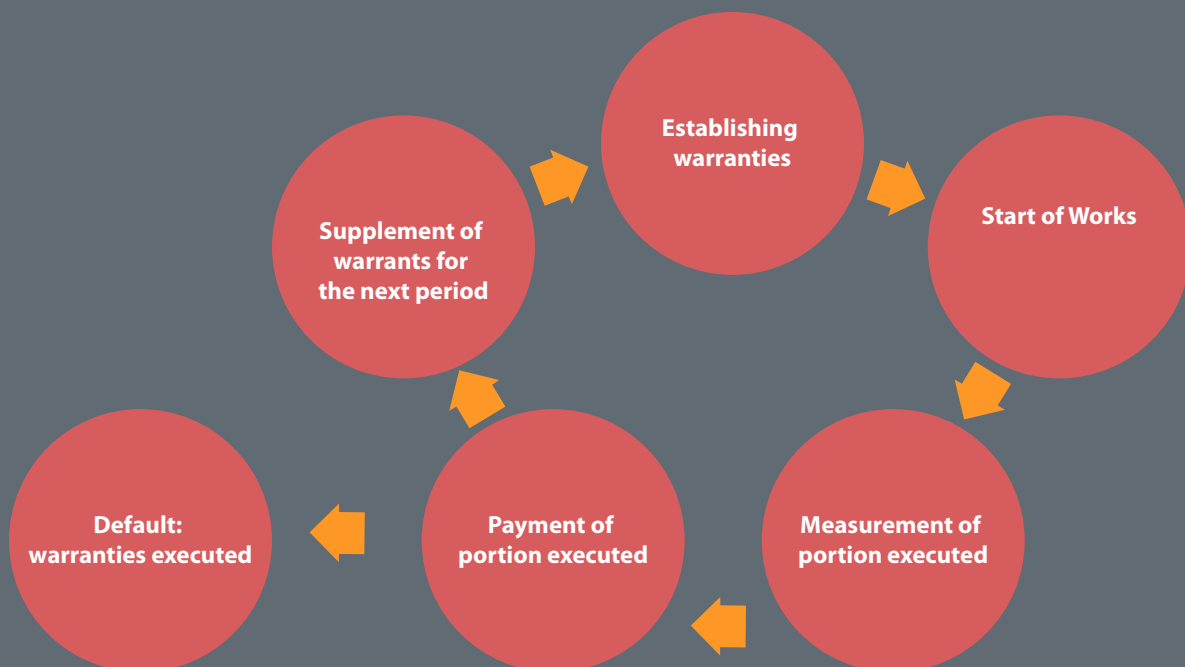 Establishing
warranties
Start of Works
Supplement of
warrants for
the next period
Default:
warranties executed
Payment of
portion executed
Measurement of
portion executed